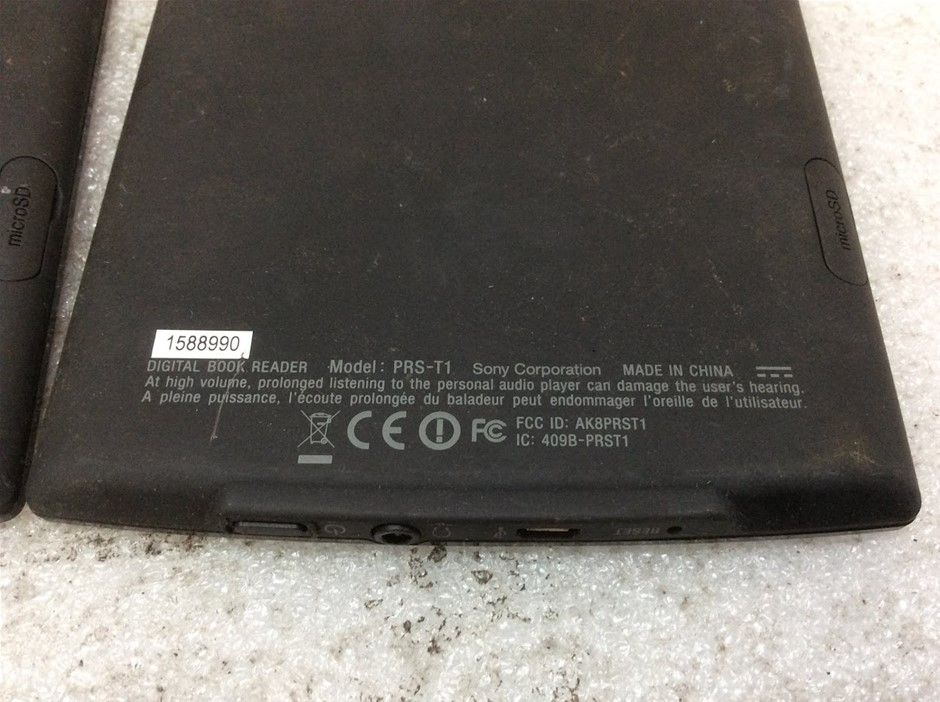 microSD
microSD
1588990
DIGITAL BOOK READER Model: PRS-T1 Sony Corporation MADE IN CHINA
At high volume, prolonged listening to the personal audio player can damage the user's hearing.
A pleine puissance, l'écoute prolongée du baladeur peut endommager l'oreille de l'utilisateur.
CE FC FCC ID: AK8PRST1
IC: 409B-PRST1
RESET